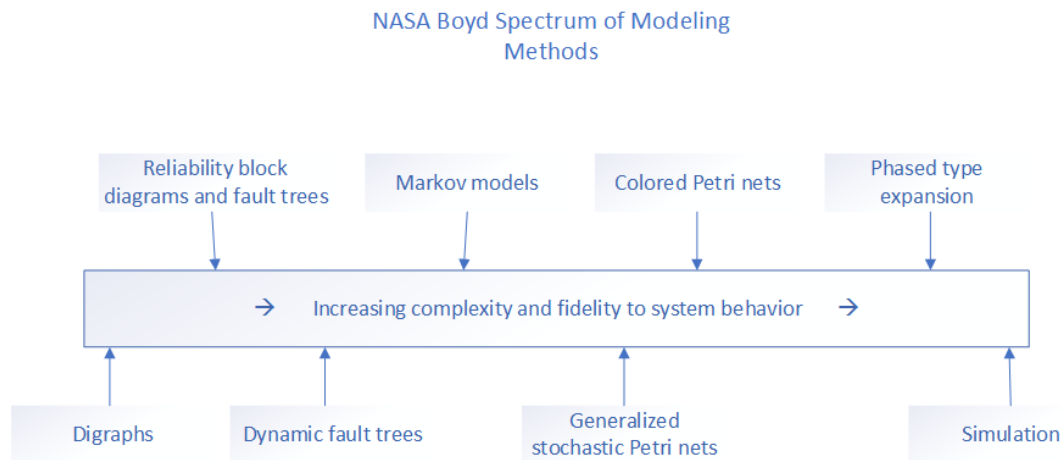 NASA Boyd Spectrum of Modeling
Methods
Reliability block
diagrams and fault trees
Markov models
Colored Petri nets
Phased type
expansion
→ Increasing complexity and fidelity to system behavior →
Digraphs
Dynamic fault trees
Generalized
stochastic Petri nets
Simulation